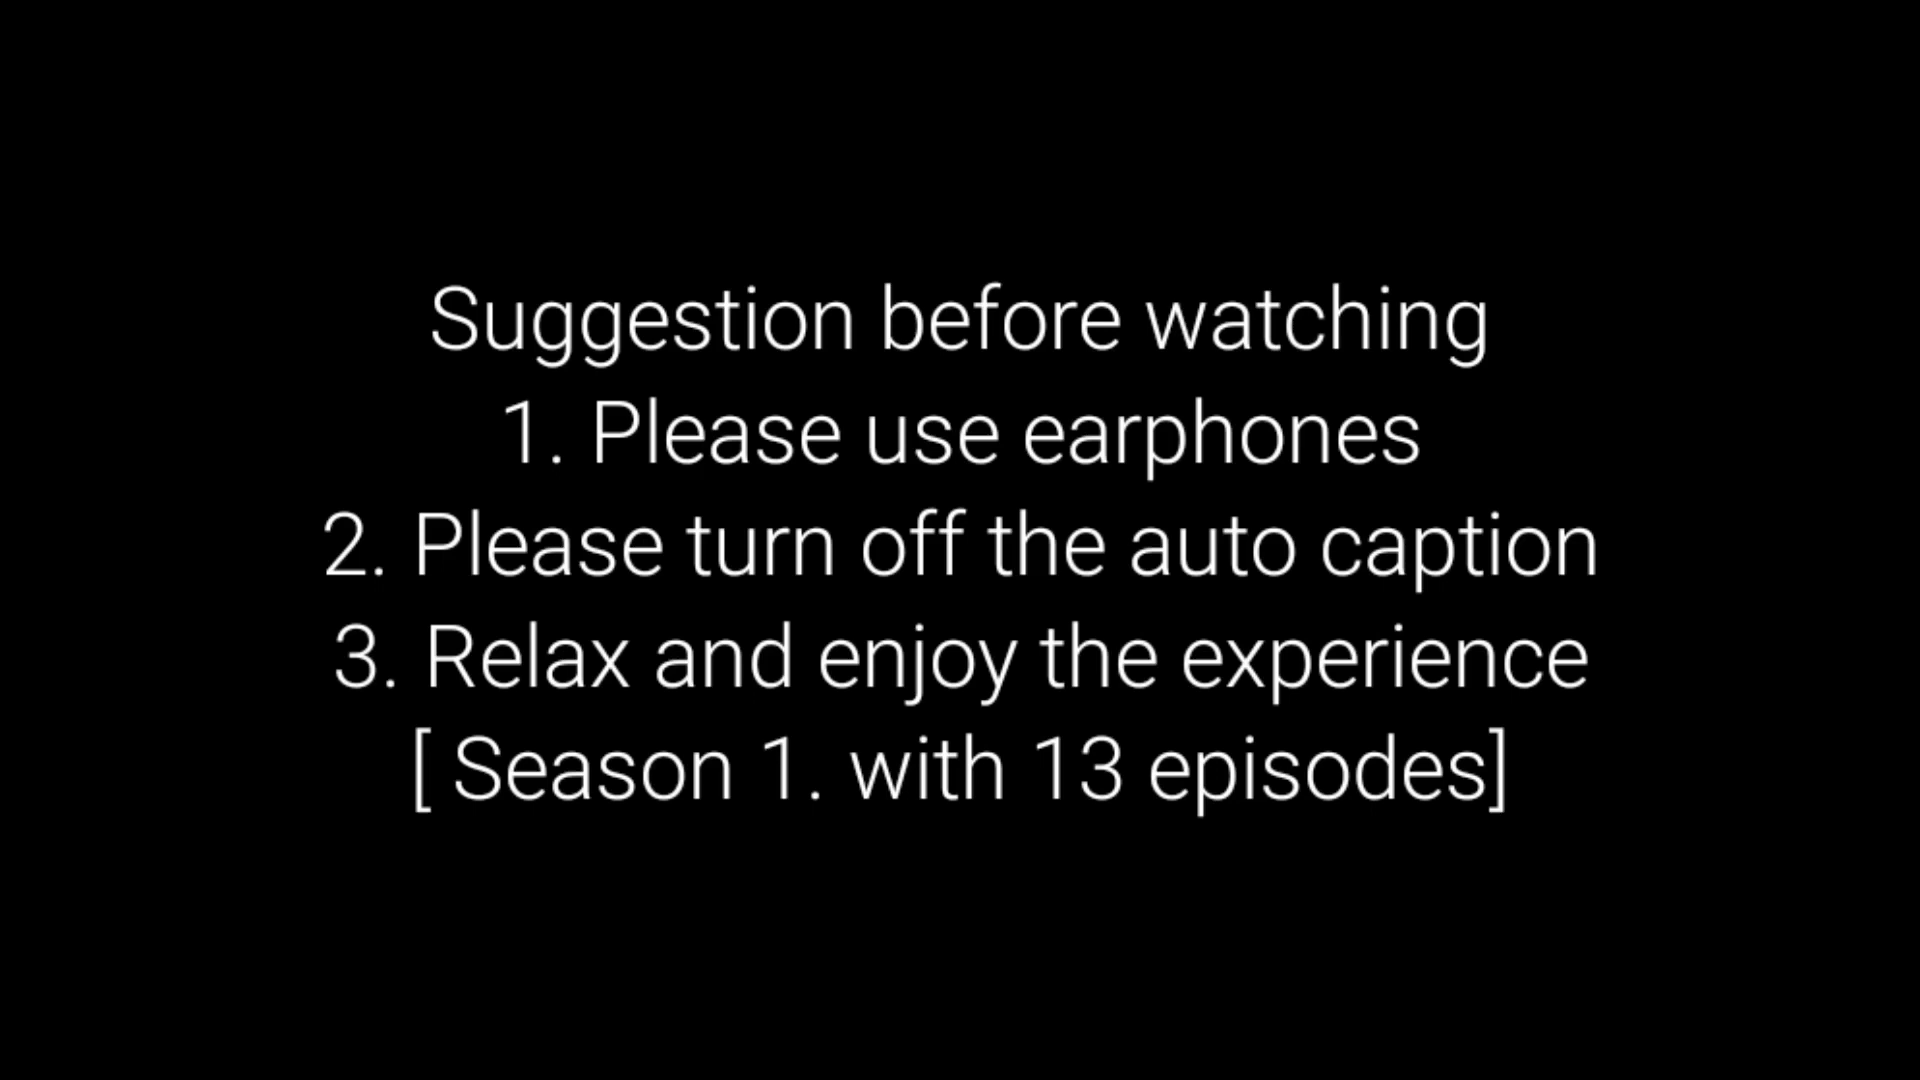 Suggestion before watching
1. Please use earphones
2. Please turn off the auto caption
3. Relax and enjoy the experience
[ Season 1. with 13 episodes]